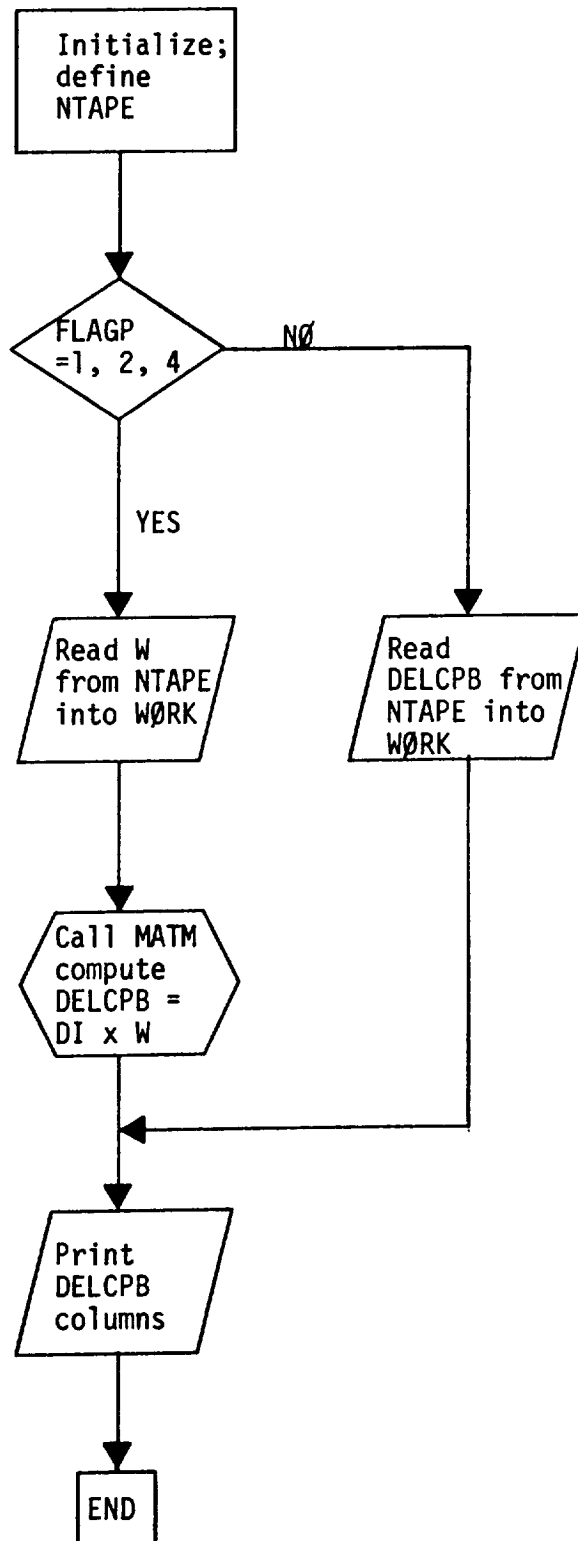 Initialize;
define
NTAPE
FLAGP
=1, 2, 4
NØ
YES
Read W
from NTAPE
into WØRK
Read
DELCPB from
NTAPE into
WØRK
Call MATM
compute
DELCPB =
DI x W
Print
DELCPB
columns
END